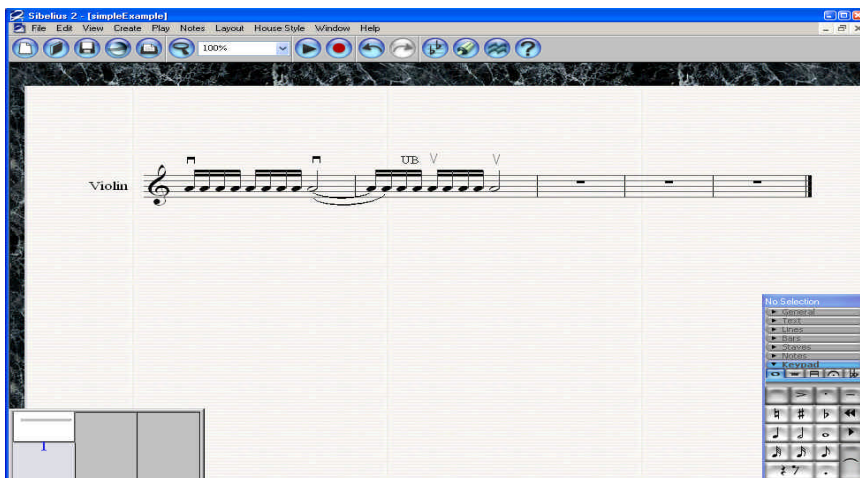 Sibelius 2 - [simpleExample]
File Edit View Create Play Notes Layout House Style Window Help
100%
UB
Violin
No Selection
General
Text
Lines
Bars
Staves
Notes
Keypad
1